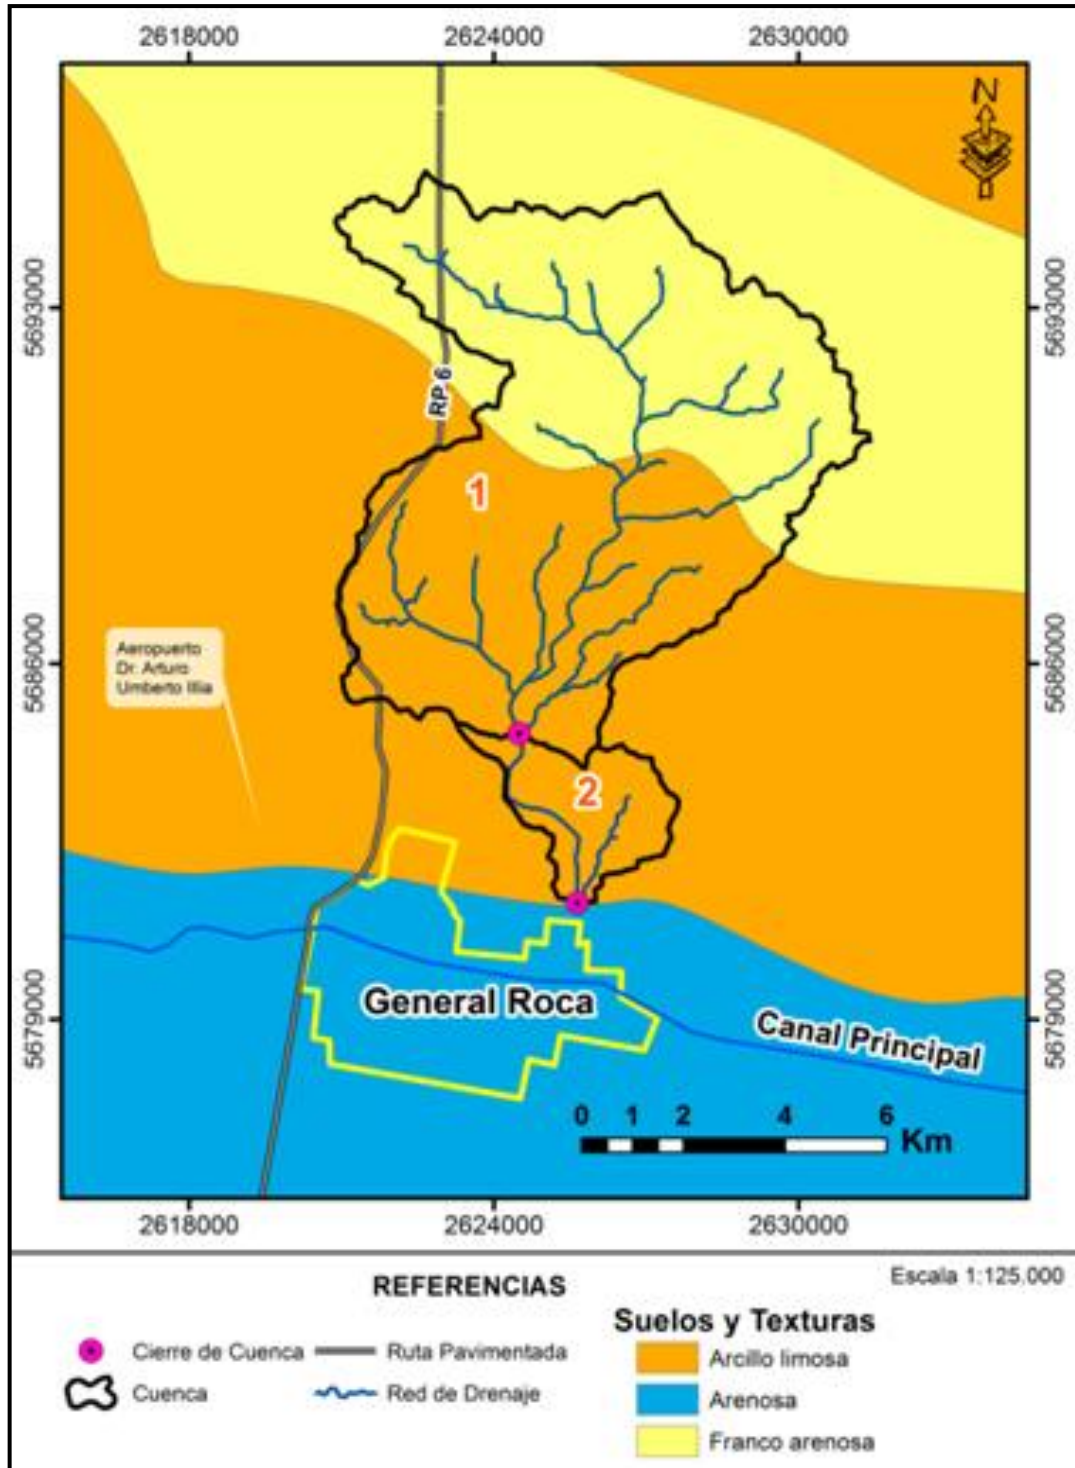 2618000 2624000 2630000
N
5693000
5693000
RP 6
1
Aeropuerto
Dr. Arturo
Umberto Illia
5686000
5686000
2
5679000
5679000
General Roca
Canal Principal
0 1 2 4 6
Km
2618000 2624000 2630000
REFERENCIAS
Escala 1:125.000
Cierre de Cuenca
Ruta Pavimentada
Cuenca
Red de Drenaje
Suelos y Texturas
Arcillo limosa
Arenosa
Franco arenosa